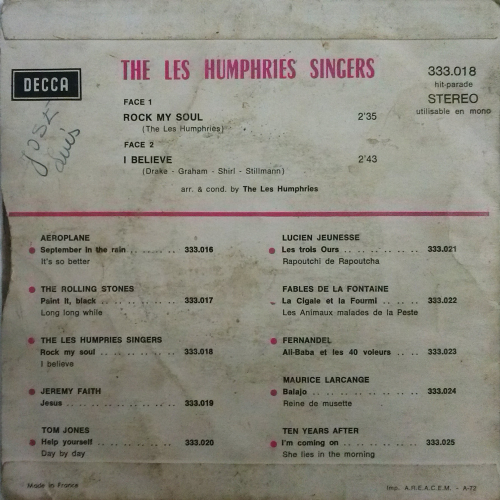 THE LES HUMPHRIES SINGERS
DECCA
333.018
hit-parade
STEREO
utilisable en mono
FACE 1
ROCK MY SOUL 2'35
(The Les Humphries)
FACE 2
I BELIEVE 2'43
(Drake - Graham - Shirl - Stillmann)
arr. & cond. by The Les Humphries
JOSE
Luis
AEROPLANE
September in the rain .. .. .. .. 333.016
It's so better
THE ROLLING STONES
Paint it, black .. .. .. .. .. 333.017
Long long while
THE LES HUMPRIES SINGERS
Rock my soul .. .. .. .. .. 333.018
I believe
JEREMY FAITH
Jesus .. .. .. .. .. .. .. 333.019
TOM JONES
Help yourself .. .. .. .. .. 333.020
Day by day
LUCIEN JEUNESSE
Les trois Ours .. .. .. .. .. 333.021
Rapoutchi de Rapoutcha
FABLES DE LA FONTAINE
La Cigale et la Fourmi .. .. .. 333.022
Les Animaux malades de la Peste
FERNANDEL
Ali-Baba et les 40 voleurs .. .. 333.023
MAURICE LARCANGE
Balajo .. .. .. .. .. .. .. 333.024
Reine de musette
TEN YEARS AFTER
I'm coming on .. .. .. .. .. 333.025
She lies in the morning
Made in France
Imp. A.R.E.A.C.E.M. - A-72